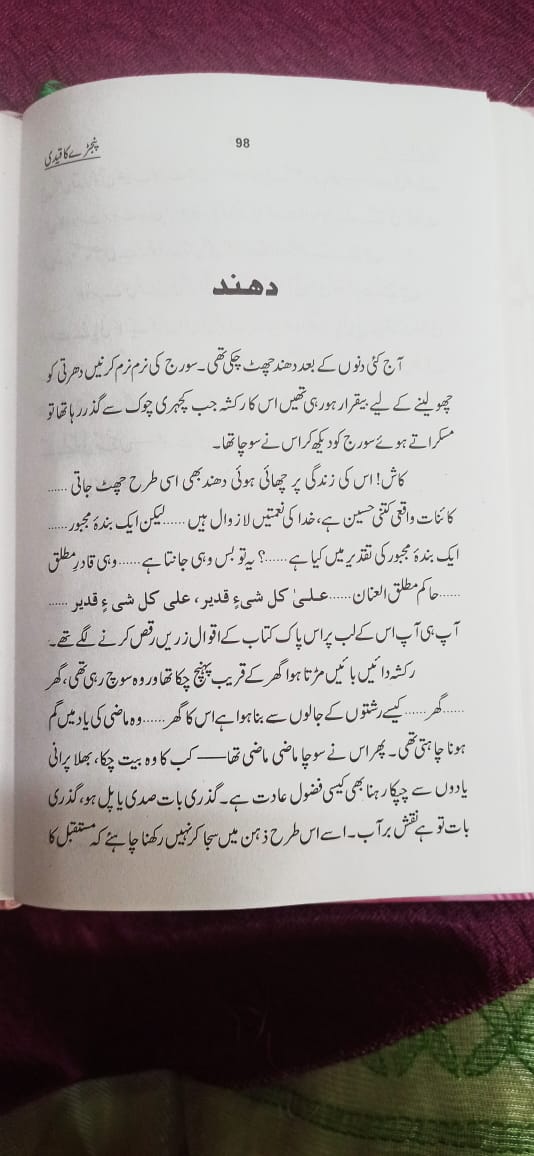 پنجڑے کا قیدی
98
دھند
آج کئی دنوں کے بعد دھند چھٹ چکی تھی۔ سورج کی نرم نرم کرنیں دھرتی کو
چھو لینے کے لیے بیقرار ہو رہی تھیں اس کا رکشہ جب کچہری چوک سے گذر رہا تھا تو
مسکراتے ہوئے سورج کو دیکھ کر اس نے سوچا تھا۔
کاش! اس کی زندگی پر چھائی ہوئی دھند بھی اسی طرح چھٹ جاتی ......
کائنات واقعی کتنی حسین ہے، خدا کی نعمتیں لازوال ہیں ...... لیکن ایک بندۂ مجبور ......
ایک بندۂ مجبور کی تقدیر میں کیا ہے ......؟ یہ تو بس وہی جانتا ہے ...... وہی قادرِ مطلق
...... حاکم مطلق العنان ...... علیٰ کل شیءٍ قدیر، علی کل شی ءٍ قدیر ......
آپ ہی آپ اس کے لب پر اس پاک کتاب کے اقوال زریں رقص کرنے لگے تھے۔
رکشہ دائیں بائیں مڑتا ہوا گھر کے قریب پہنچ چکا تھا اور وہ سوچ رہی تھی، گھر
...... گھر ...... کیسے رشتوں کے جالوں سے بنا ہوا ہے اس کا گھر ...... وہ ماضی کی یاد میں گم
ہونا چاہتی تھی۔ پھر اس نے سوچا ماضی ماضی تھا —— کب کا وہ بیت چکا، بھلا پرانی
یادوں سے چپکا رہنا بھی کیسی فضول عادت ہے۔ گذری بات صدی یا پل ہو، گذری
بات تو ہے نقش بر آب۔ اسے اس طرح ذہن میں سجا کر نہیں رکھنا چاہئے کہ مستقبل کا